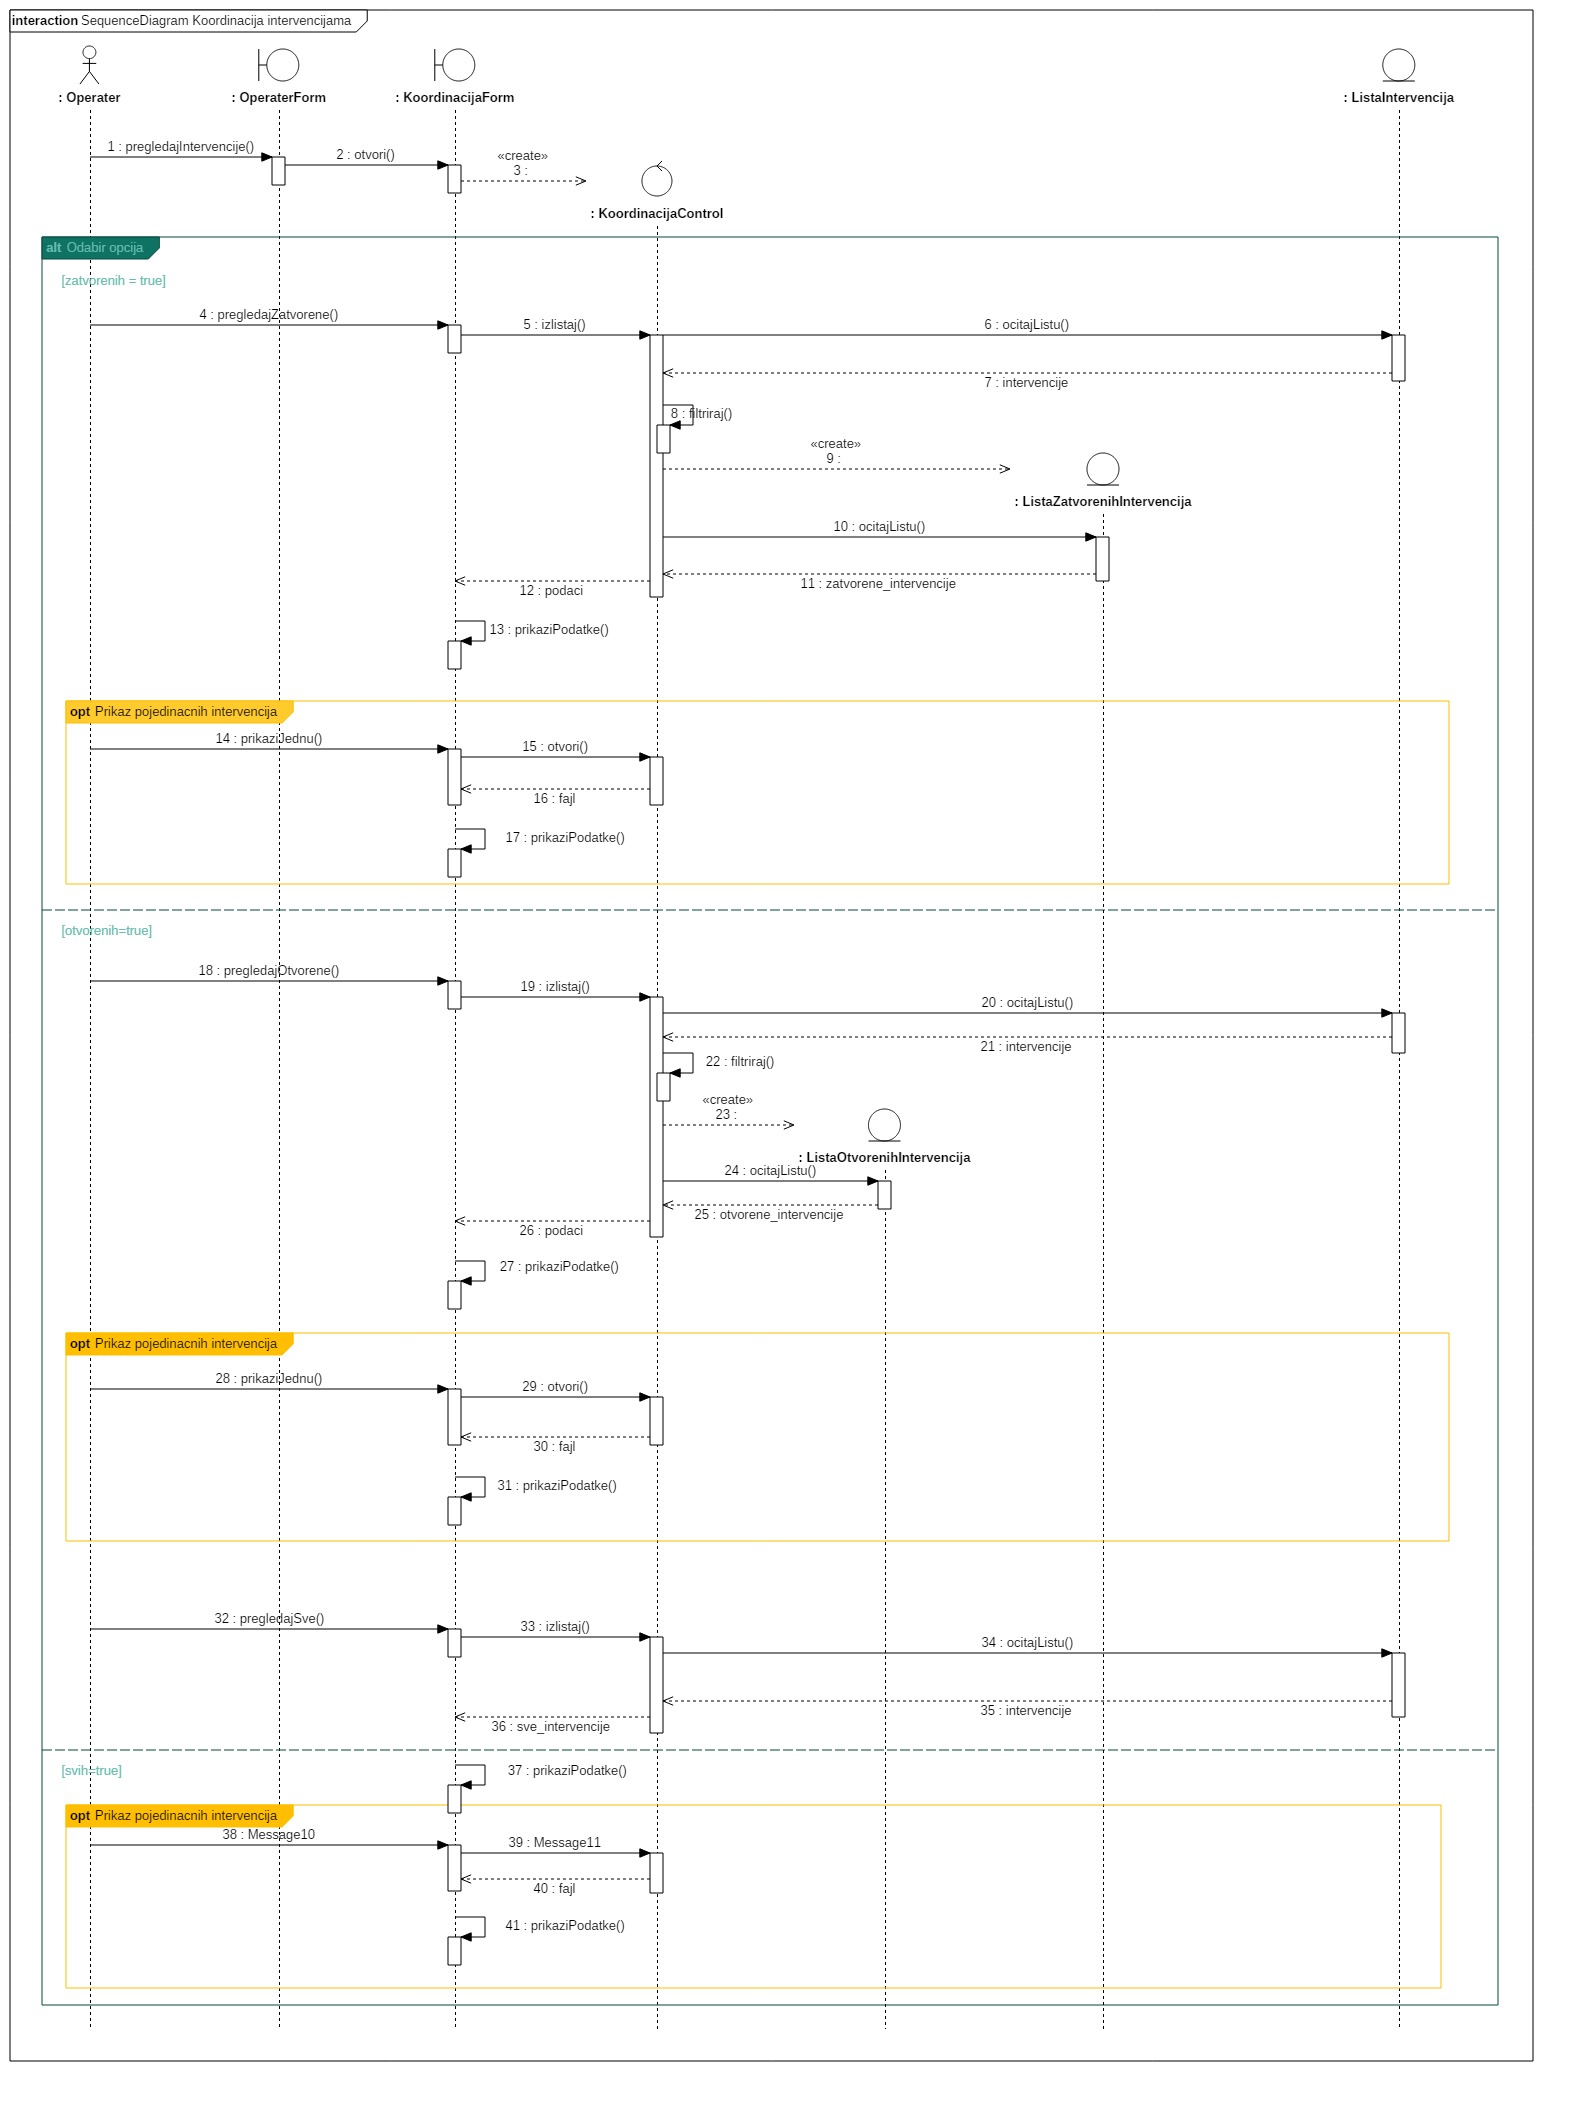 interaction SequenceDiagram Koordinacija intervencijama
: Operater
: OperaterForm
: KoordinacijaForm
: ListaIntervencija
1 : pregledajIntervencije()
2 : otvori()
«create»
3 :
: KoordinacijaControl
alt Odabir opcija
[zatvorenih = true]
4 : pregledajZatvorene()
5 : izlistaj()
6 : ocitajListu()
7 : intervencije
8 : filtriraj()
«create»
9 :
: ListaZatvorenihIntervencija
10 : ocitajListu()
11 : zatvorene_intervencije
12 : podaci
13 : prikaziPodatke()
opt Prikaz pojedinacnih intervencija
14 : prikaziJednu()
15 : otvori()
16 : fajl
17 : prikaziPodatke()
[otvorenih=true]
18 : pregledajOtvorene()
19 : izlistaj()
20 : ocitajListu()
21 : intervencije
22 : filtriraj()
«create»
23 :
: ListaOtvorenihIntervencija
24 : ocitajListu()
25 : otvorene_intervencije
26 : podaci
27 : prikaziPodatke()
opt Prikaz pojedinacnih intervencija
28 : prikaziJednu()
29 : otvori()
30 : fajl
31 : prikaziPodatke()
32 : pregledajSve()
33 : izlistaj()
34 : ocitajListu()
35 : intervencije
36 : sve_intervencije
[svih=true]
37 : prikaziPodatke()
opt Prikaz pojedinacnih intervencija
38 : Message10
39 : Message11
40 : fajl
41 : prikaziPodatke()